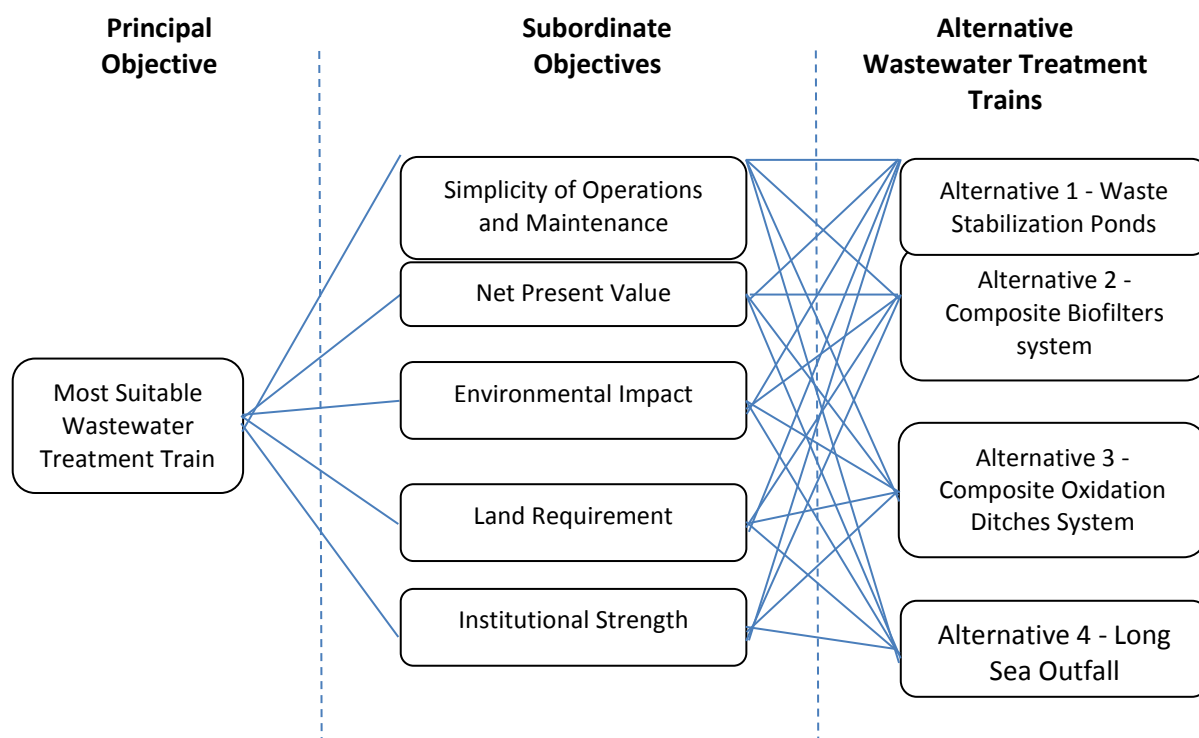 Principal
Objective
Subordinate
Objectives
Alternative
Wastewater Treatment
Trains
Most Suitable
Wastewater
Treatment Train
Simplicity of Operations
and Maintenance
Net Present Value
Environmental Impact
Land Requirement
Institutional Strength
Alternative 1 - Waste
Stabilization Ponds
Alternative 2 -
Composite Biofilters
system
Alternative 3 -
Composite Oxidation
Ditches System
Alternative 4 - Long
Sea Outfall